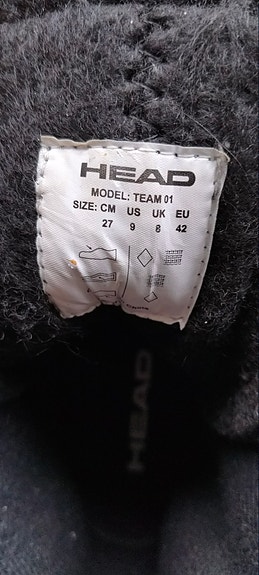 HEAD
MODEL: TEAM 01
SIZE: CM US UK EU
27 9 8 42
HEAD